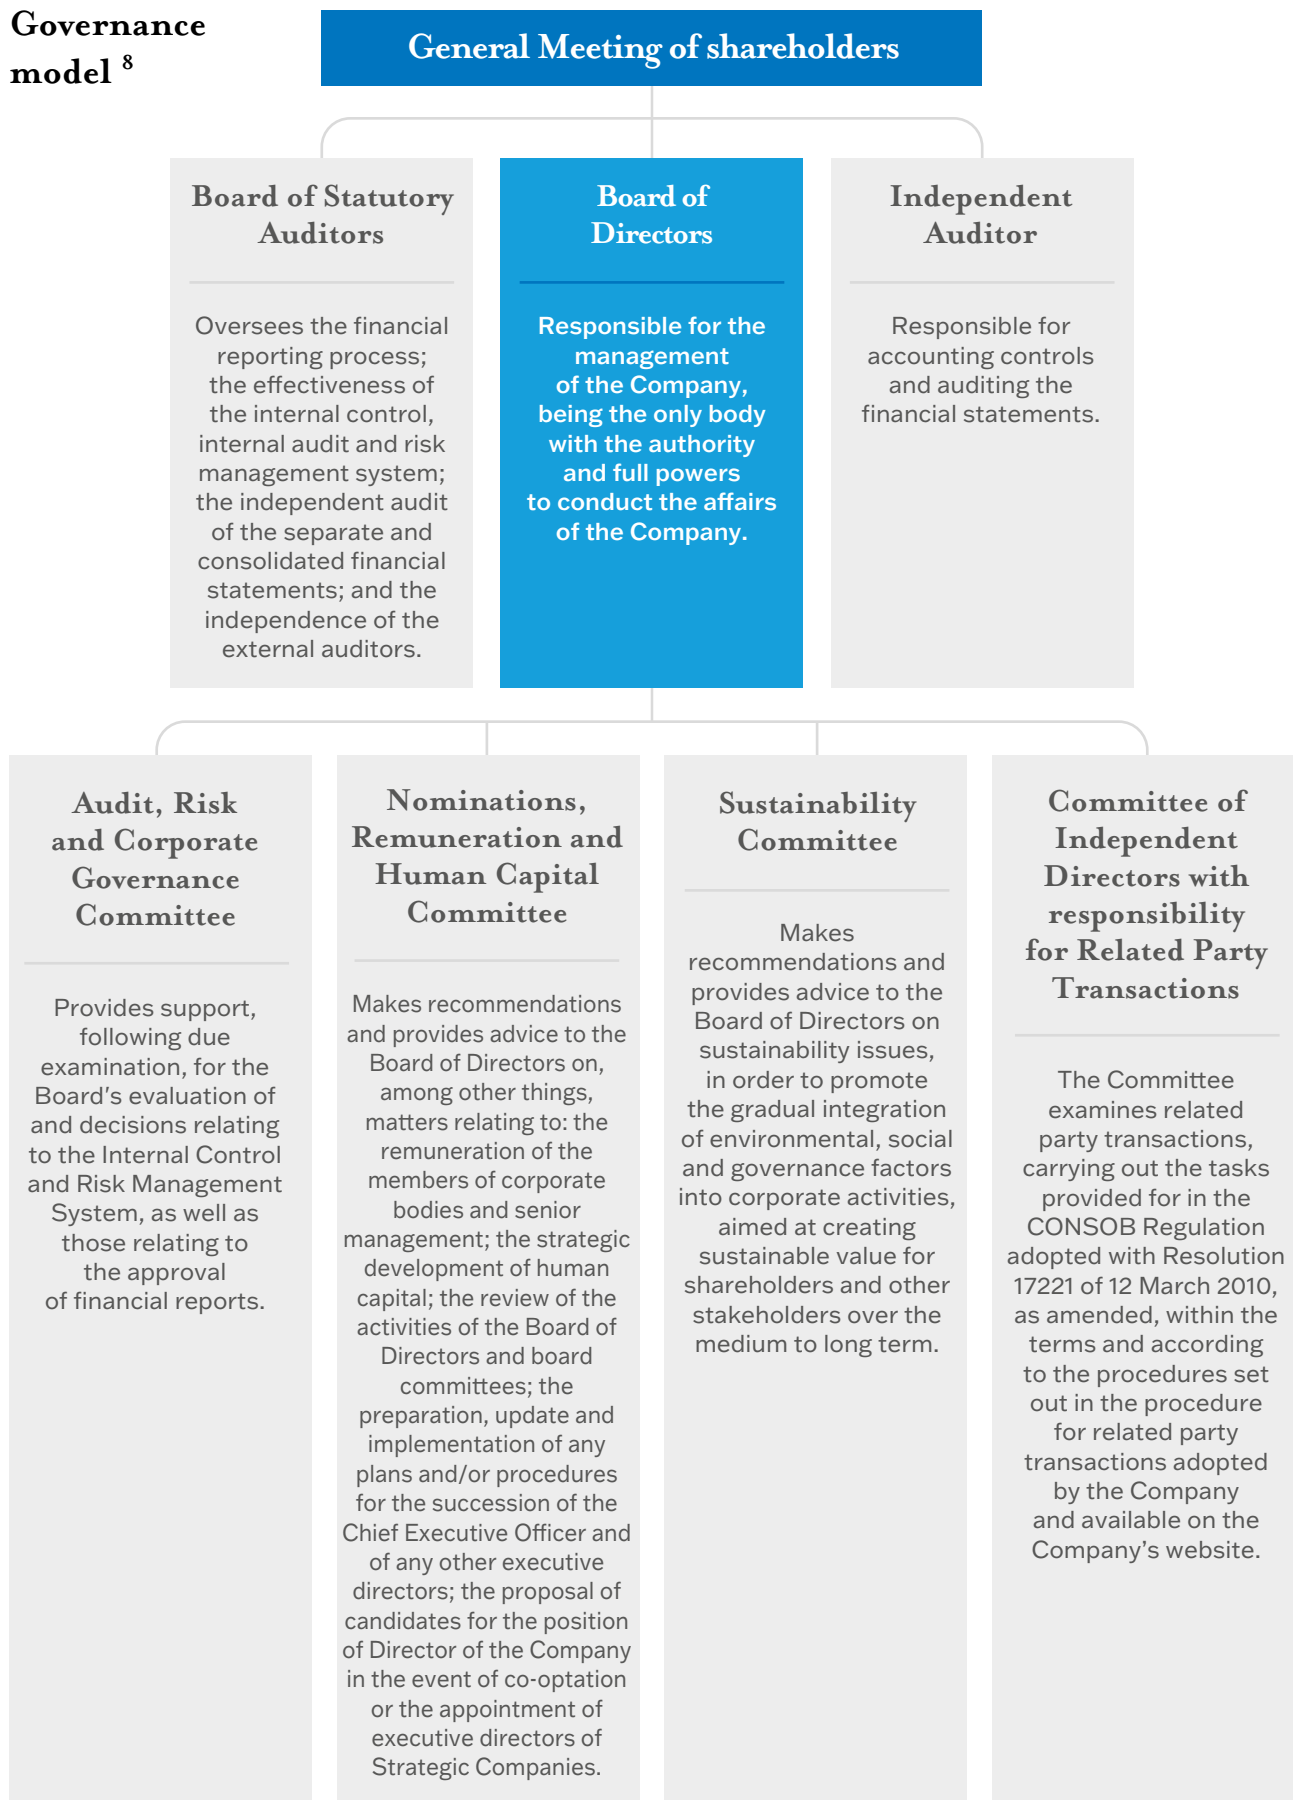 Governance
model 8
General Meeting of shareholders
Board of Statutory
Auditors
Oversees the financial
reporting process;
the effectiveness of
the internal control,
internal audit and risk
management system;
the independent audit
of the separate and
consolidated financial
statements; and the
independence of the
external auditors.
Board of
Directors
Responsible for the
management
of the Company,
being the only body
with the authority
and full powers
to conduct the affairs
of the Company.
Independent
Auditor
Responsible for
accounting controls
and auditing the
financial statements.
Audit, Risk
and Corporate
Governance
Committee
Provides support,
following due
examination, for the
Board's evaluation of
and decisions relating
to the Internal Control
and Risk Management
System, as well as
those relating to
the approval
of financial reports.
Nominations,
Remuneration and
Human Capital
Committee
Makes recommendations
and provides advice to the
Board of Directors on,
among other things,
matters relating to: the
remuneration of the
members of corporate
bodies and senior
management; the strategic
development of human
capital; the review of the
activities of the Board of
Directors and board
committees; the
preparation, update and
implementation of any
plans and/or procedures
for the succession of the
Chief Executive Officer and
of any other executive
directors; the proposal of
candidates for the position
of Director of the Company
in the event of co-optation
or the appointment of
executive directors of
Strategic Companies.
Sustainability
Committee
Makes
recommendations and
provides advice to the
Board of Directors on
sustainability issues,
in order to promote
the gradual integration
of environmental, social
and governance factors
into corporate activities,
aimed at creating
sustainable value for
shareholders and other
stakeholders over the
medium to long term.
Committee of
Independent
Directors with
responsibility
for Related Party
Transactions
The Committee
examines related
party transactions,
carrying out the tasks
provided for in the
CONSOB Regulation
adopted with Resolution
17221 of 12 March 2010,
as amended, within the
terms and according
to the procedures set
out in the procedure
for related party
transactions adopted
by the Company
and available on the
Company’s website.